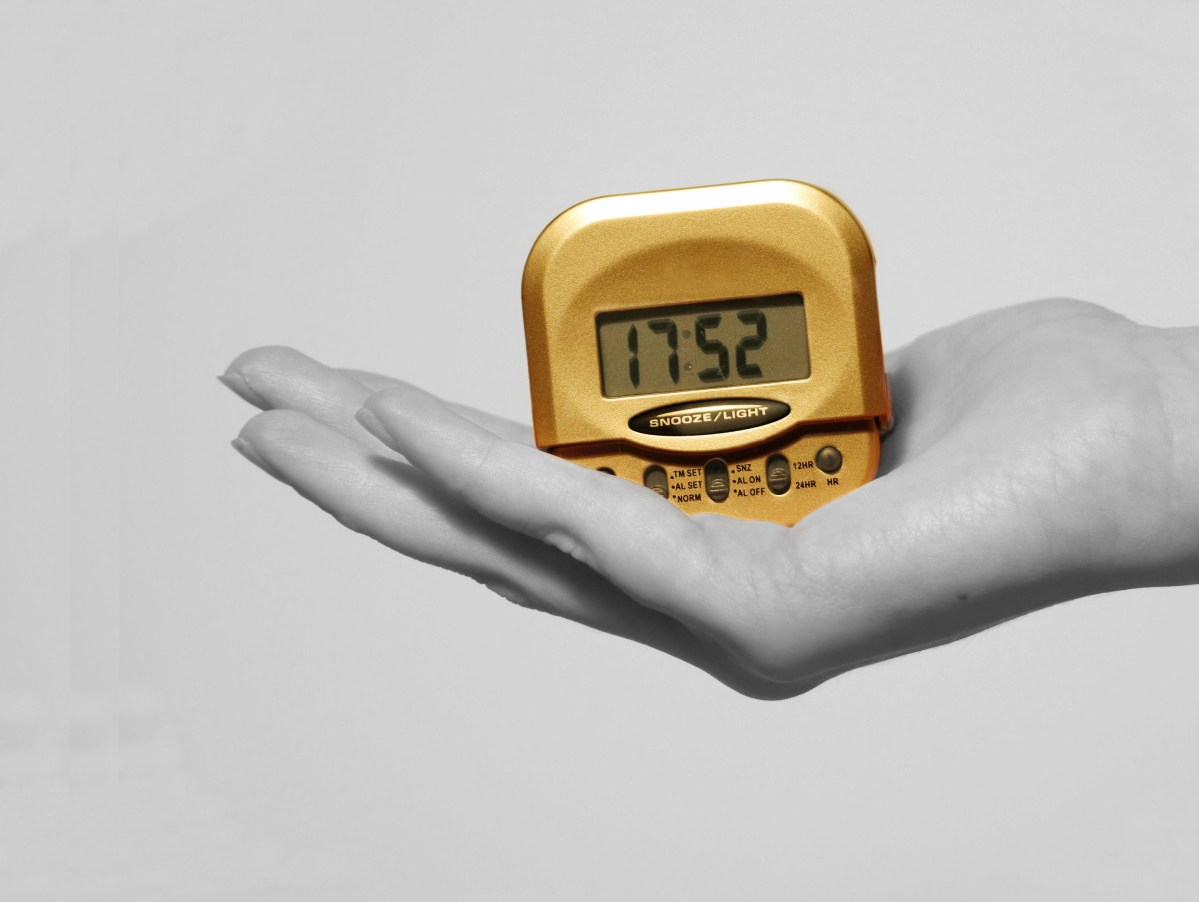 17:52
SNOOZE/LIGHT
TM SET
AL SET
NORM
SNZ
AL ON
AL OFF
12HR
24HR
HR